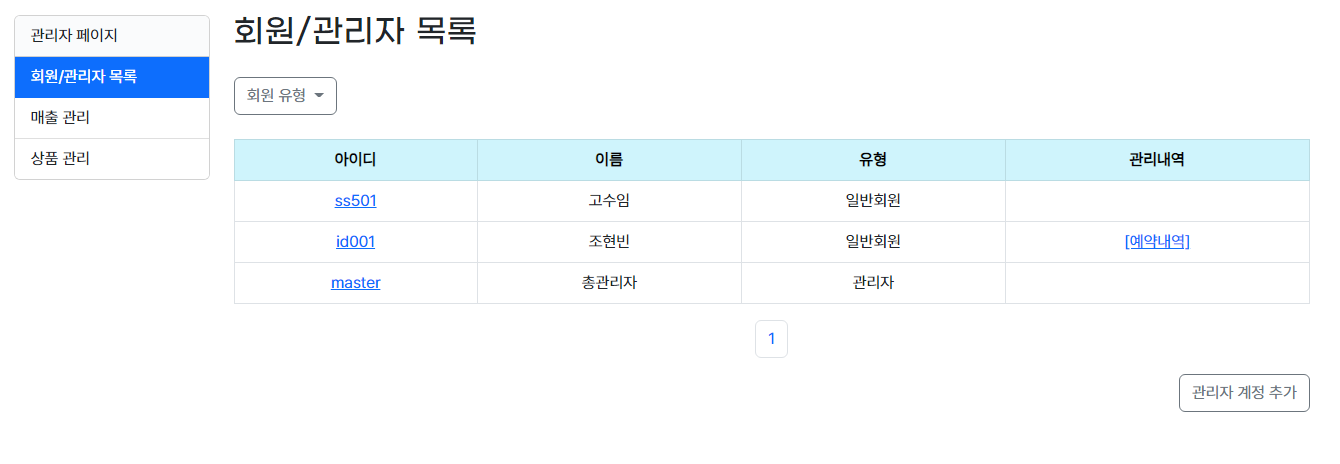 관리자 페이지
회원/관리자 목록
매출 관리
상품 관리
회원/관리자 목록
회원 유형
아이디 이름 유형 관리내역
ss501 고수임 일반회원
id001 조현빈 일반회원 [예약내역]
master 총관리자 관리자
1
관리자 계정 추가